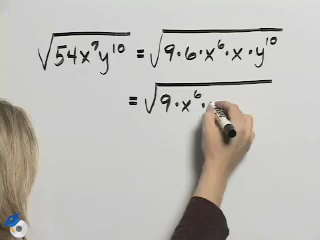 √54x⁷y¹⁰ = √9·6·x⁶·x·y¹⁰
= √9·x⁶·